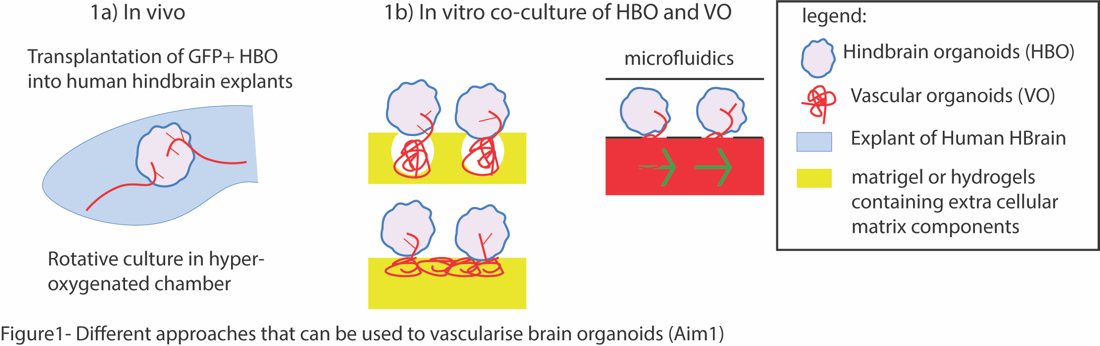 1a) In vivo
Transplantation of GFP+ HBO
into human hindbrain explants
Rotative culture in hyper-
oxygenated chamber
1b) In vitro co-culture of HBO and VO
microfluidics
legend:
Hindbrain organoids (HBO)
Vascular organoids (VO)
Explant of Human HBrain
matrigel or hydrogels
containing extra cellular
matrix components
Figure1- Different approaches that can be used to vascularise brain organoids (Aim1)